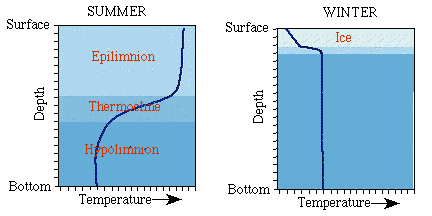 SUMMER
Surface
Epilimnion
Thermocline
Hypolimnion
Depth
Bottom
Temperature
WINTER
Surface
Ice
Depth
Bottom
Temperature